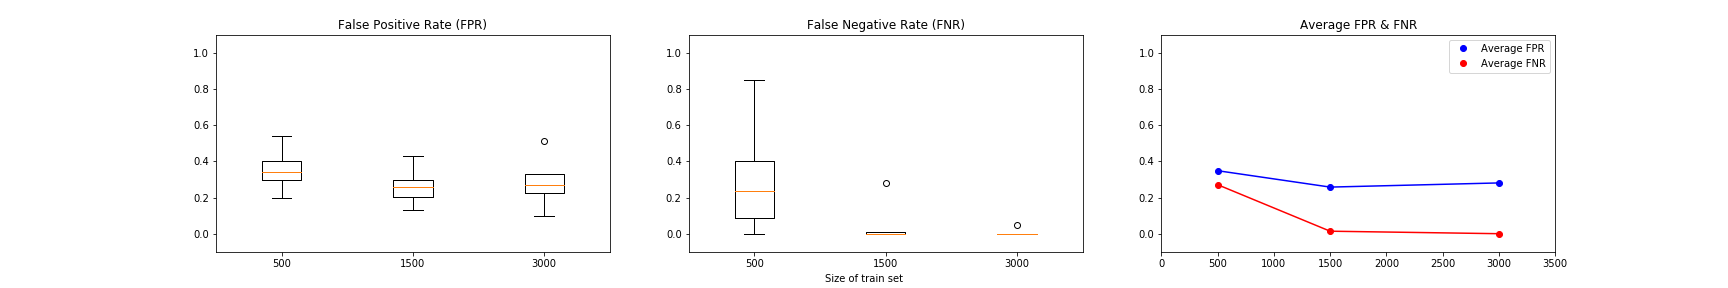 False Positive Rate (FPR)
1.0
0.8
0.6
0.4
0.2
0.0
500 1500 3000
False Negative Rate (FNR)
1.0
0.8
0.6
0.4
0.2
0.0
500 1500 3000
Size of train set
Average FPR & FNR
Average FPR
Average FNR
1.0
0.8
0.6
0.4
0.2
0.0
0 500 1000 1500 2000 2500 3000 3500